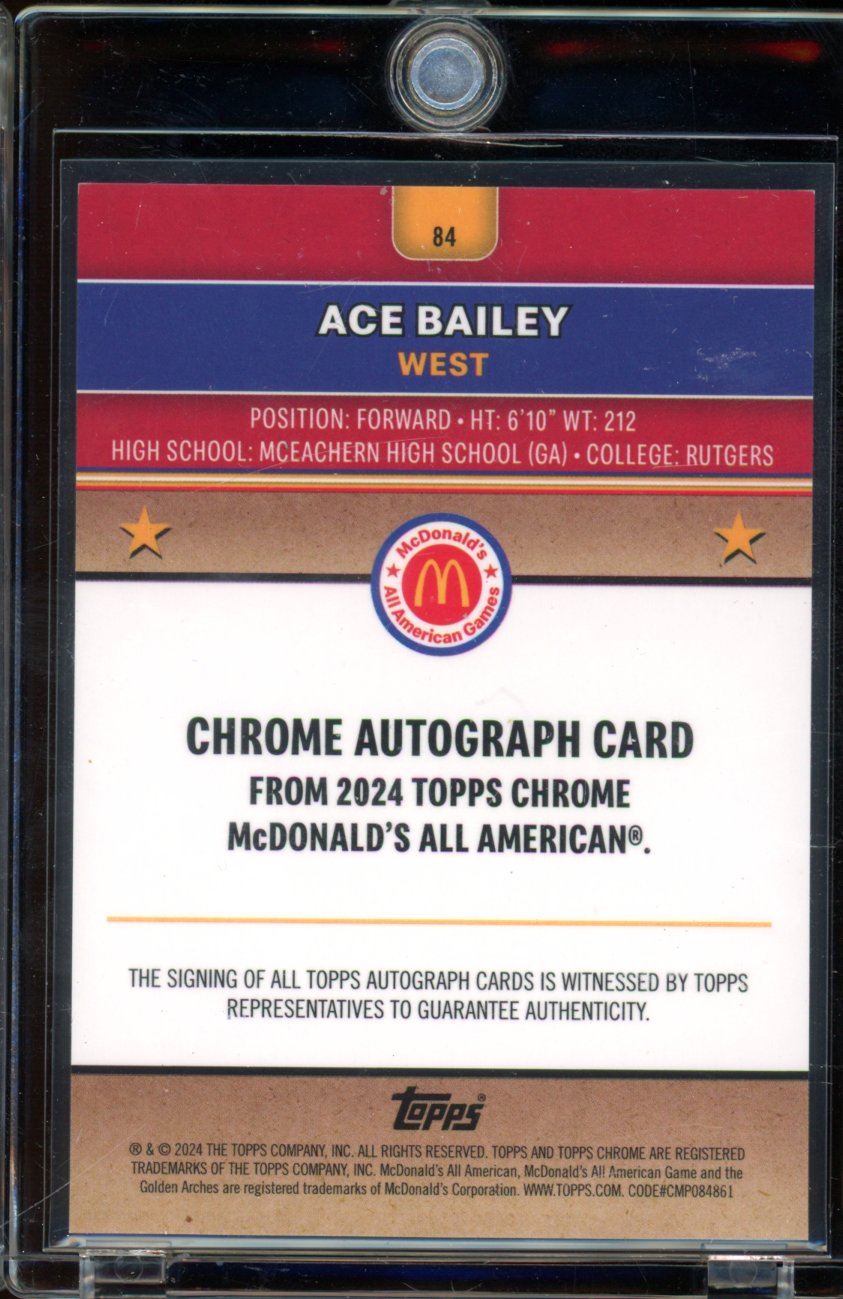 84
ACE BAILEY
WEST
POSITION: FORWARD • HT: 6'10" WT: 212
HIGH SCHOOL: MCEACHERN HIGH SCHOOL (GA) • COLLEGE: RUTGERS
McDonald's
All American Games
CHROME AUTOGRAPH CARD
FROM 2024 TOPPS CHROME
McDONALD'S ALL AMERICAN®.
THE SIGNING OF ALL TOPPS AUTOGRAPH CARDS IS WITNESSED BY TOPPS
REPRESENTATIVES TO GUARANTEE AUTHENTICITY.
Topps®
® & © 2024 THE TOPPS COMPANY, INC. ALL RIGHTS RESERVED. TOPPS AND TOPPS CHROME ARE REGISTERED
TRADEMARKS OF THE TOPPS COMPANY, INC. McDonald's All American, McDonald's All American Game and the
Golden Arches are registered trademarks of McDonald's Corporation. WWW.TOPPS.COM. CODE#CMP084861